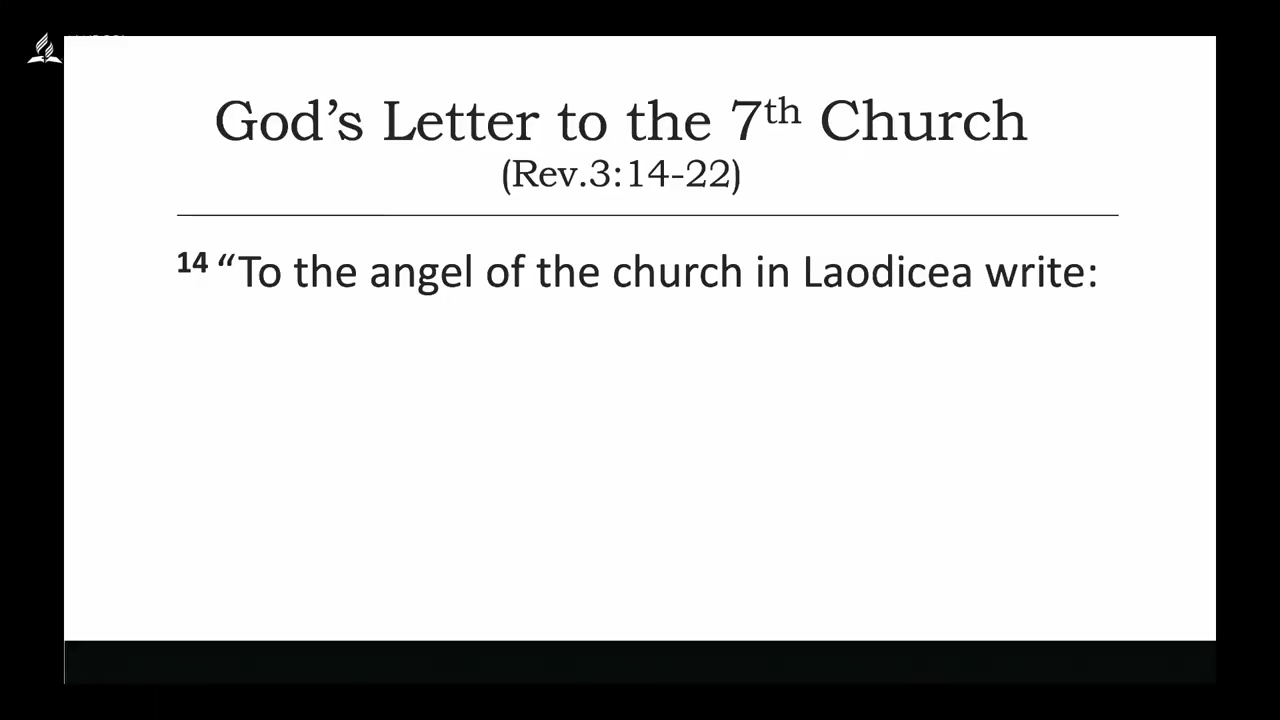 God’s Letter to the 7th Church
(Rev.3:14-22)
14 “To the angel of the church in Laodicea write: